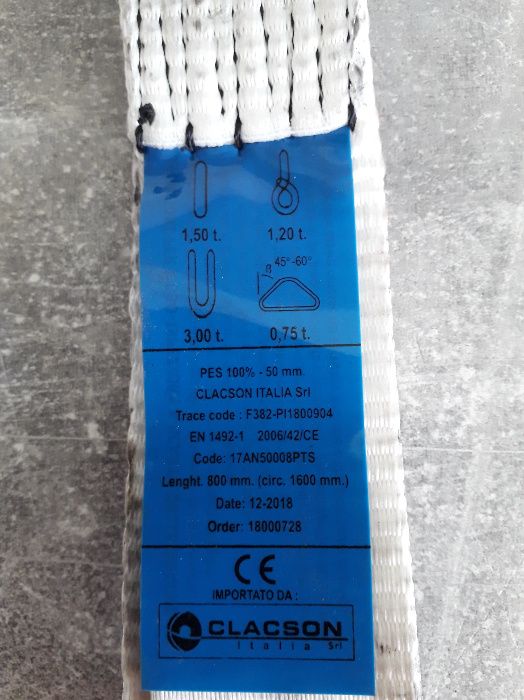 1,50 t. 1,20 t.
β 45°-60°
3,00 t. 0,75 t.
PES 100% - 50 mm.
CLACSON ITALIA Srl
Trace code : F382-PI1800904
EN 1492-1 2006/42/CE
Code: 17AN50008PTS
Lenght. 800 mm. (circ. 1600 mm.)
Date: 12-2018
Order: 18000728
CE
IMPORTATO DA :
CLACSON
Italia Srl